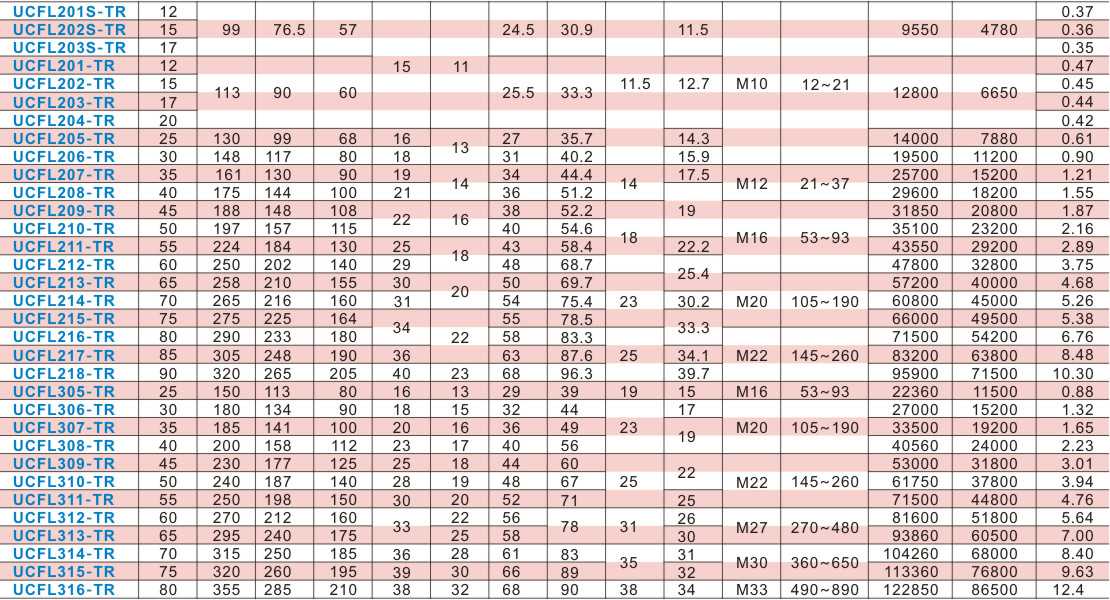 UCFL201S-TR 12 0.37
UCFL202S-TR 15 99 76.5 57 24.5 30.9 11.5 9550 4780 0.36
UCFL203S-TR 17 0.35
UCFL201-TR 12 15 11 0.47
UCFL202-TR 15 11.5 12.7 M10 12~21 0.45
113 90 60 25.5 33.3 12800 6650
UCFL203-TR 17 0.44
UCFL204-TR 20 0.42
UCFL205-TR 25 130 99 68 16 27 35.7 14.3 14000 7880 0.61
13
UCFL206-TR 30 148 117 80 18 31 40.2 15.9 19500 11200 0.90
UCFL207-TR 35 161 130 90 19 34 44.4 17.5 25700 15200 1.21
14 14 M12 21~37
UCFL208-TR 40 175 144 100 21 36 51.2 29600 18200 1.55
UCFL209-TR 45 188 148 108 38 52.2 19 31850 20800 1.87
22 16
UCFL210-TR 50 197 157 115 40 54.6 35100 23200 2.16
18 M16 53~93
UCFL211-TR 55 224 184 130 25 43 58.4 22.2 43550 29200 2.89
18
UCFL212-TR 60 250 202 140 29 48 68.7 47800 32800 3.75
25.4
UCFL213-TR 65 258 210 155 30 50 69.7 57200 40000 4.68
20
UCFL214-TR 70 265 216 160 31 54 75.4 23 30.2 M20 105~190 60800 45000 5.26
UCFL215-TR 75 275 225 164 55 78.5 66000 49500 5.38
34 33.3
UCFL216-TR 80 290 233 180 22 58 83.3 71500 54200 6.76
UCFL217-TR 85 305 248 190 36 63 87.6 25 34.1 M22 145~260 83200 63800 8.48
UCFL218-TR 90 320 265 205 40 23 68 96.3 39.7 95900 71500 10.30
UCFL305-TR 25 150 113 80 16 13 29 39 19 15 M16 53~93 22360 11500 0.88
UCFL306-TR 30 180 134 90 18 15 32 44 17 27000 15200 1.32
UCFL307-TR 35 185 141 100 20 16 36 49 23 M20 105~190 33500 19200 1.65
19
UCFL308-TR 40 200 158 112 23 17 40 56 40560 24000 2.23
UCFL309-TR 45 230 177 125 25 18 44 60 53000 31800 3.01
22
UCFL310-TR 50 240 187 140 28 19 48 67 25 M22 145~260 61750 37800 3.94
UCFL311-TR 55 250 198 150 30 20 52 71 25 71500 44800 4.76
UCFL312-TR 60 270 212 160 22 56 26 81600 51800 5.64
33 78 31 M27 270~480
UCFL313-TR 65 295 240 175 25 58 30 93860 60500 7.00
UCFL314-TR 70 315 250 185 36 28 61 83 31 104260 68000 8.40
35 M30 360~650
UCFL315-TR 75 320 260 195 39 30 66 89 32 113360 76800 9.63
UCFL316-TR 80 355 285 210 38 32 68 90 38 34 M33 490~890 122850 86500 12.4